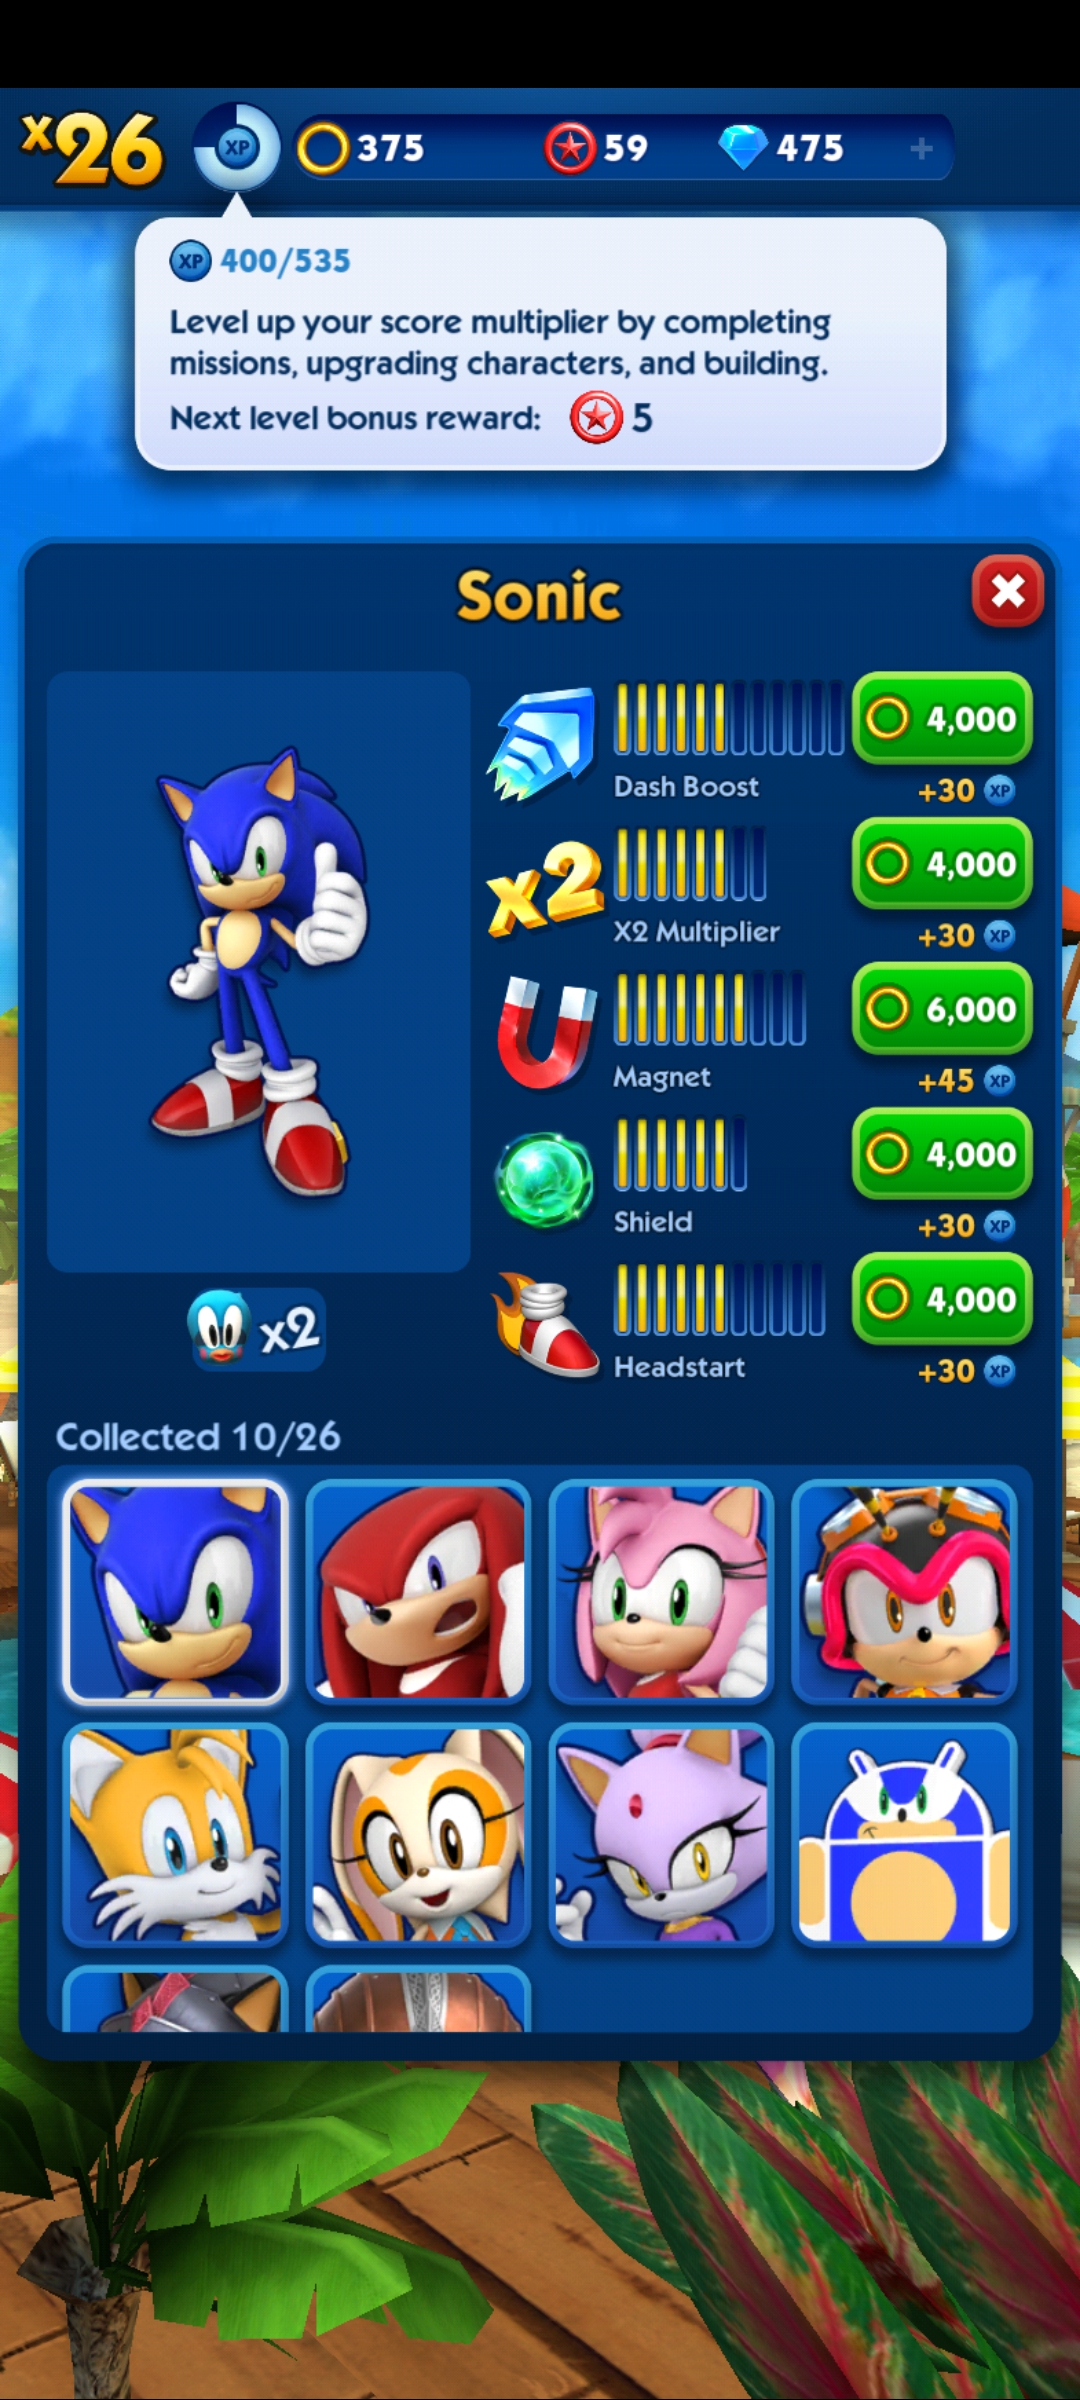 x26
XP
375
59
475
+
XP 400/535
Level up your score multiplier by completing
missions, upgrading characters, and building.
Next level bonus reward: 5
Sonic
4,000
Dash Boost
+30 XP
x2
4,000
X2 Multiplier
+30 XP
6,000
Magnet
+45 XP
4,000
Shield
+30 XP
4,000
Headstart
+30 XP
x2
Collected 10/26